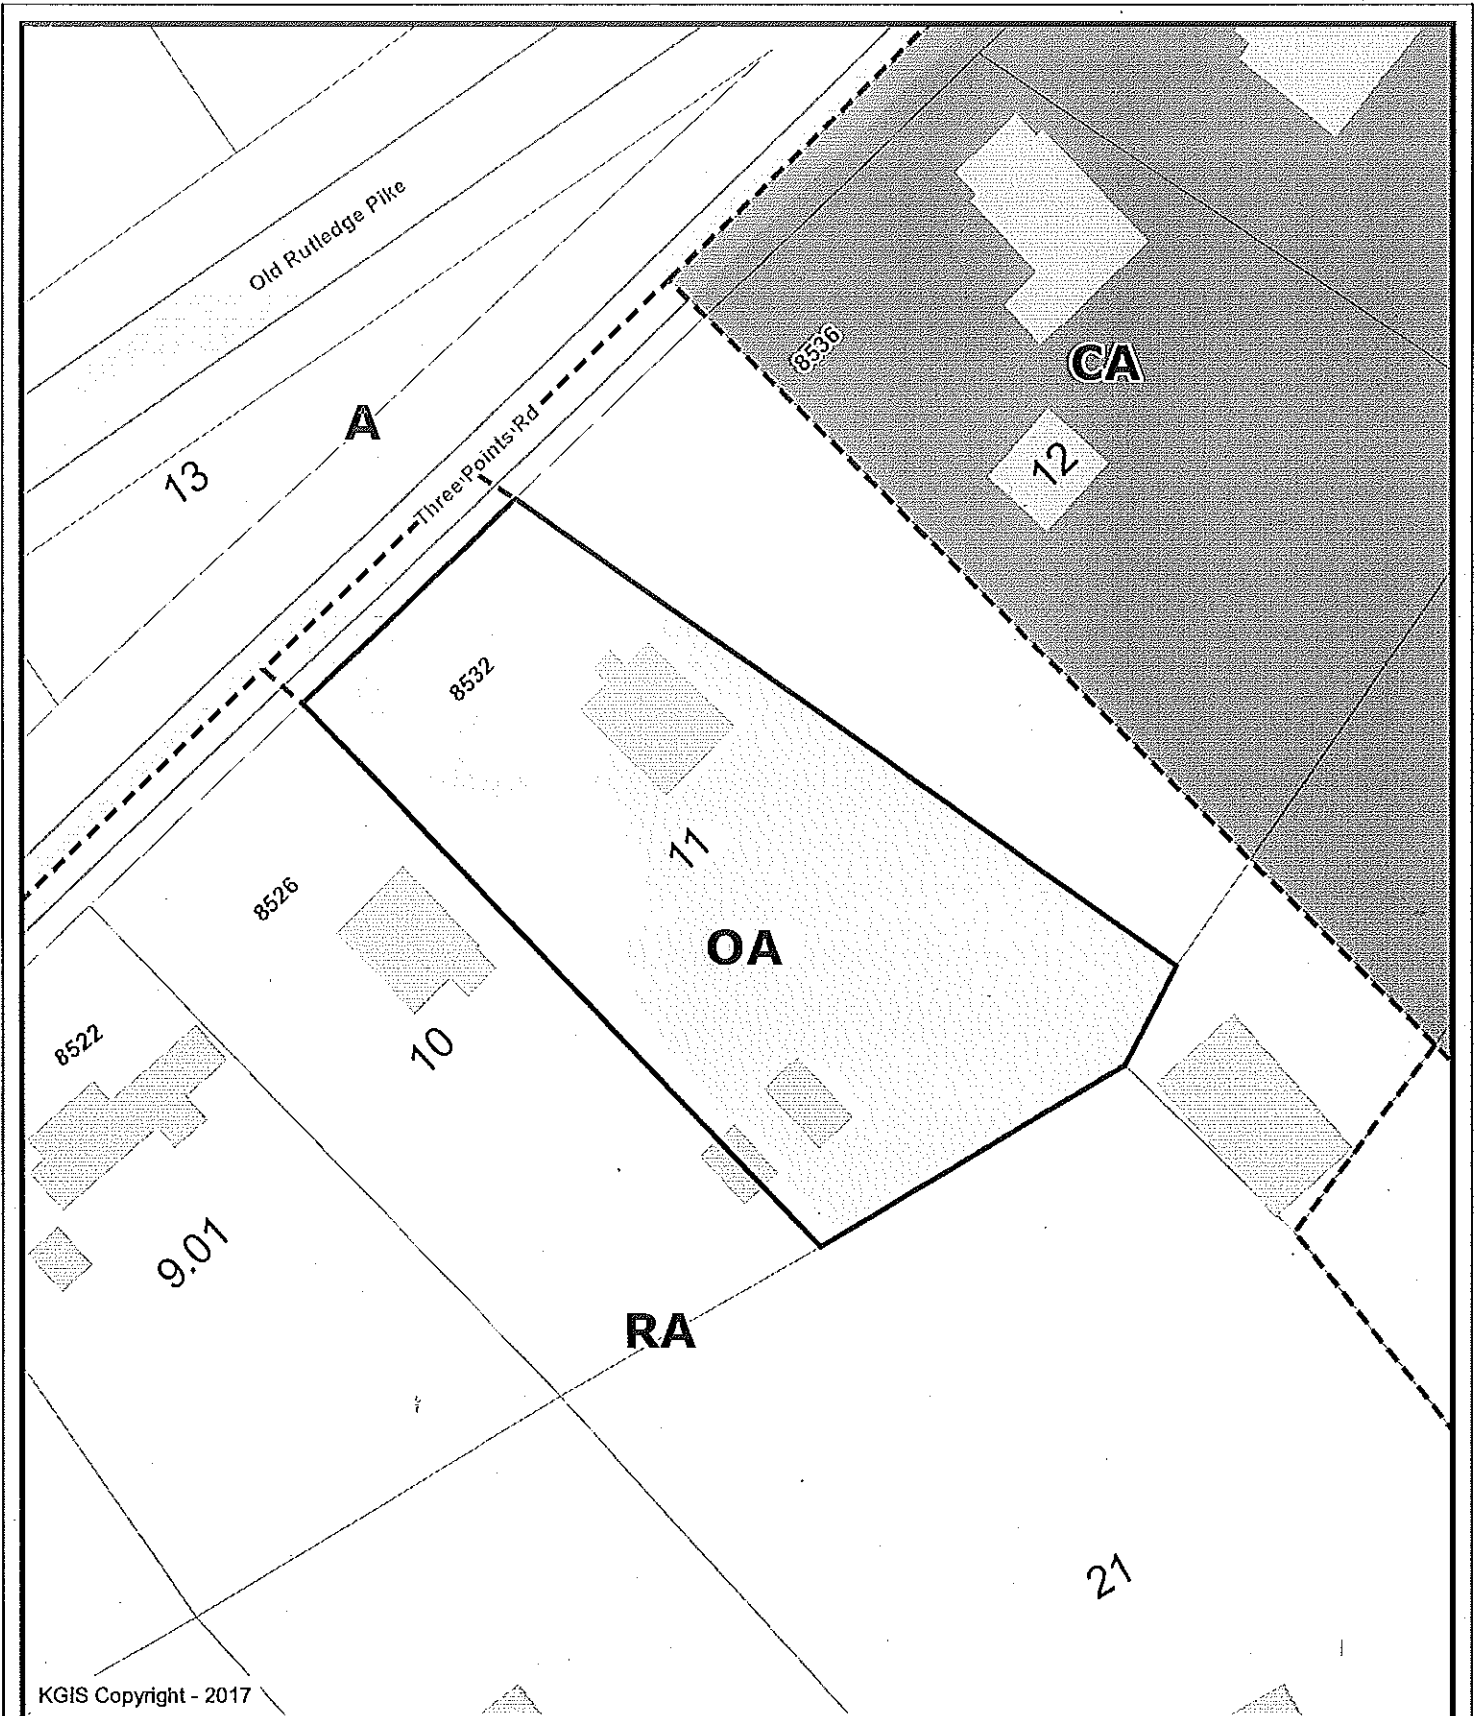 Old Rutledge Pike
8536
CA
A
12
13
Three Points Rd
8532
11
8526
OA
10
8522
9.01
RA
21
KGIS Copyright - 2017